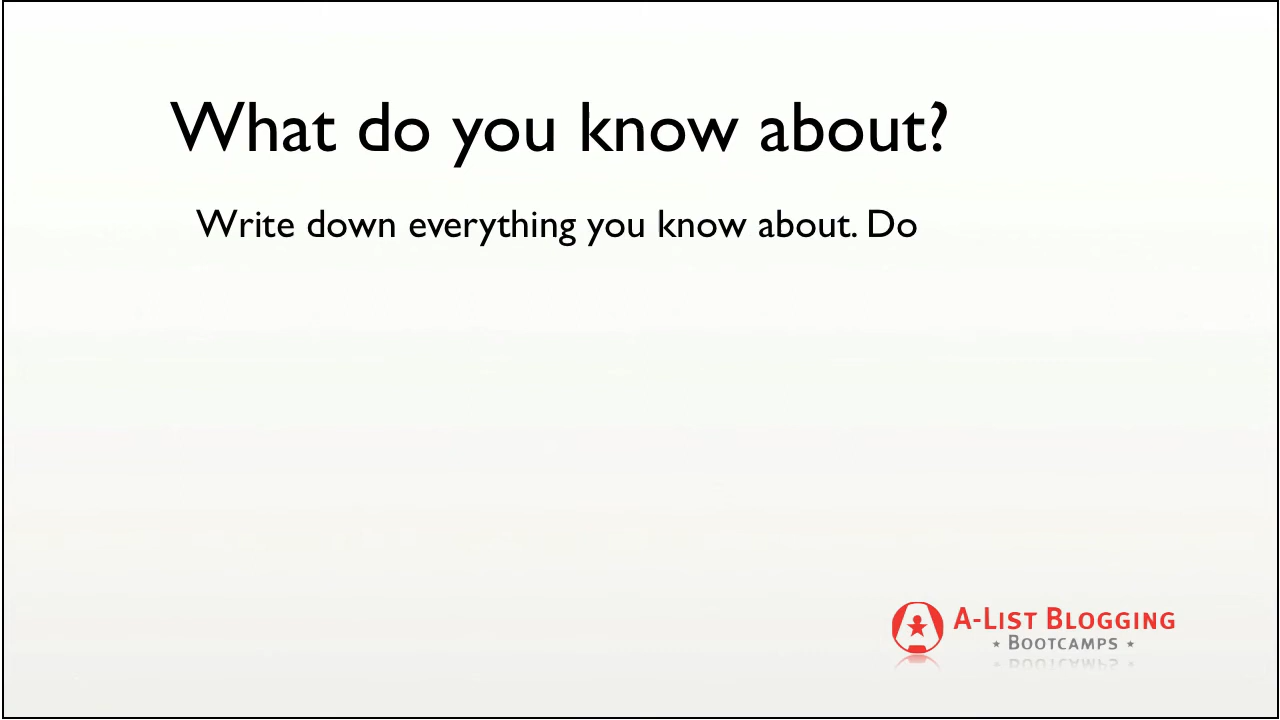 What do you know about?
Write down everything you know about. Do
A-List Blogging
★ Bootcamps ★